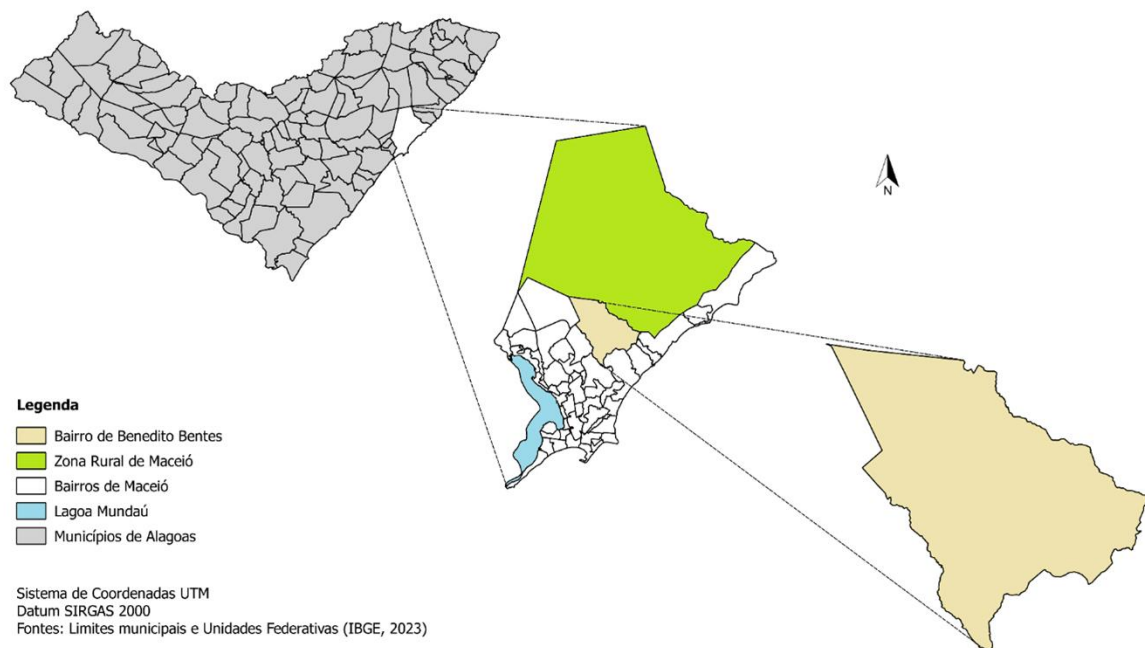 N
Legenda
Bairro de Benedito Bentes
Zona Rural de Maceió
Bairros de Maceió
Lagoa Mundaú
Municípios de Alagoas
Sistema de Coordenadas UTM
Datum SIRGAS 2000
Fontes: Limites municipais e Unidades Federativas (IBGE, 2023)